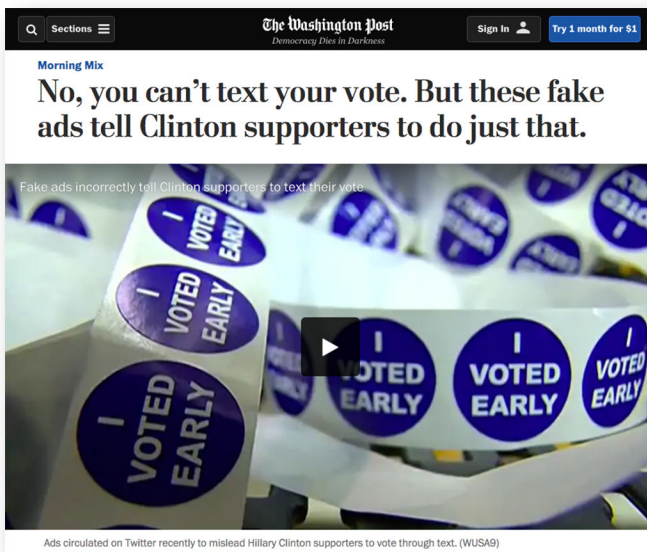 Sections
The Washington Post
Democracy Dies in Darkness
Sign In
Try 1 month for $1
Morning Mix
No, you can’t text your vote. But these fake
ads tell Clinton supporters to do just that.
Fake ads incorrectly tell Clinton supporters to text their vote
I
VOTED
EARLY
I
VOTED
EARLY
I
VOTED
EARLY
I
VOTED
EARLY
I
VOTED
EARLY
I
VOTED
EARLY
Ads circulated on Twitter recently to mislead Hillary Clinton supporters to vote through text. (WUSA9)